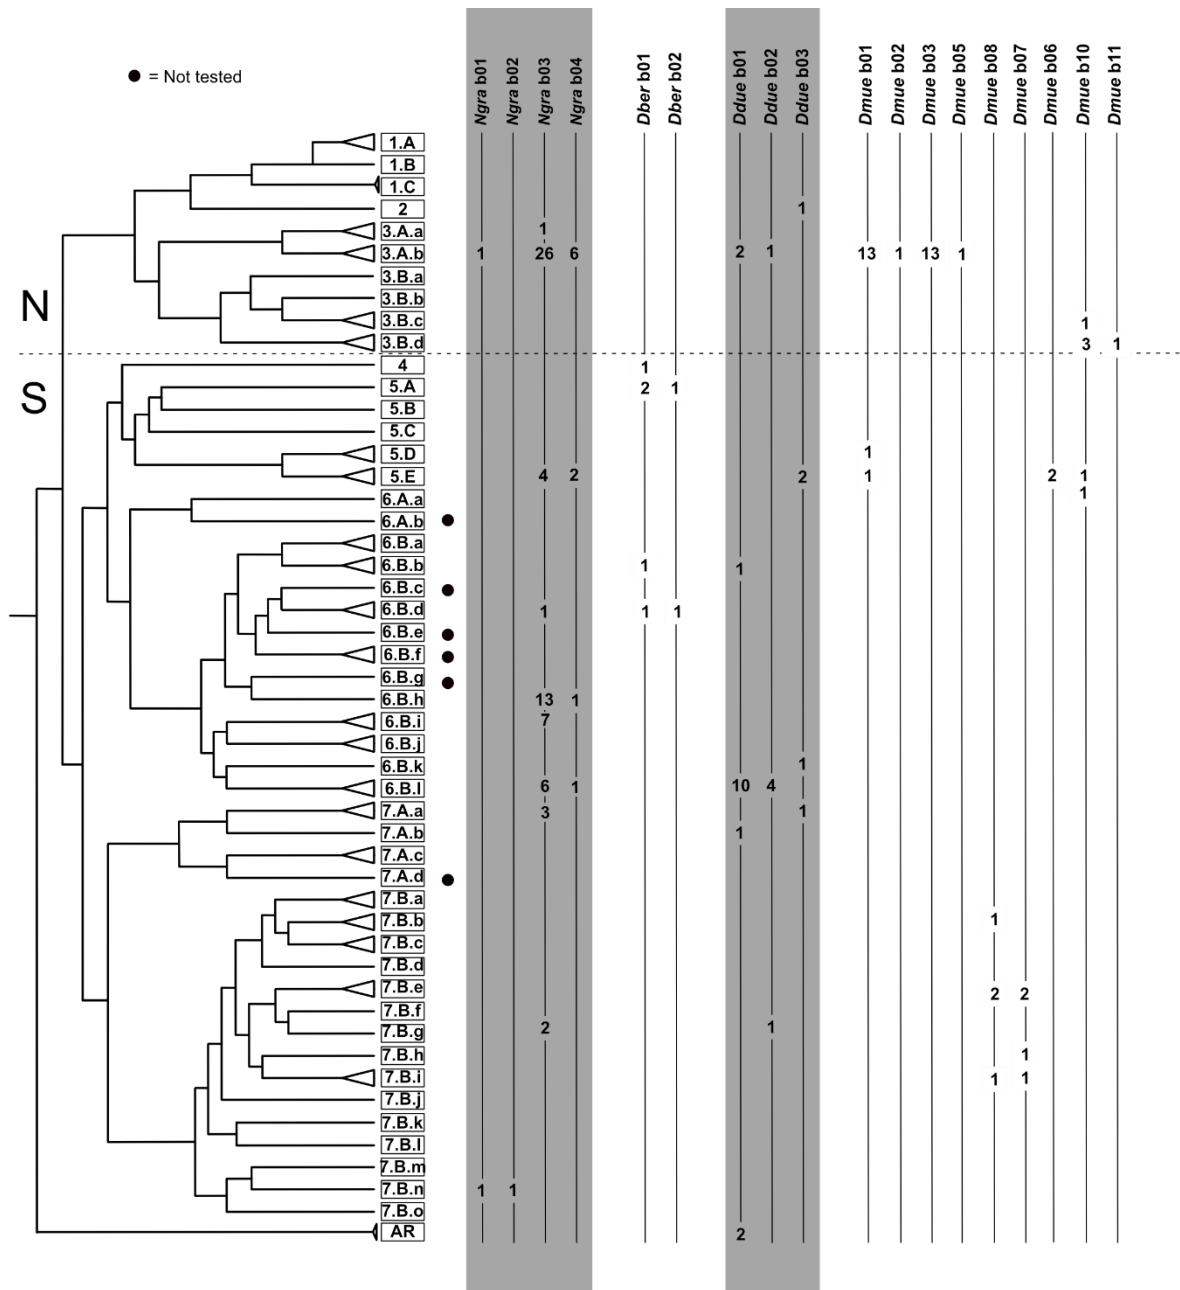 ● = Not tested
Ngra b01
Ngra b02
Ngra b03
Ngra b04
Dber b01
Dber b02
Ddue b01
Ddue b02
Ddue b03
Dmue b01
Dmue b02
Dmue b03
Dmue b05
Dmue b08
Dmue b07
Dmue b06
Dmue b10
Dmue b11
N
S
1.A
1.B
1.C
2 1
3.A.a 1
3.A.b 1 26 6 2 1 13 1 13 1
3.B.a
3.B.b
3.B.c 1
3.B.d 3 1
4 1
5.A 2 1
5.B
5.C
5.D 1
5.E 4 2 2 1 2 1
6.A.a 1
6.A.b ●
6.B.a
6.B.b 1 1
6.B.c ●
6.B.d 1 1 1
6.B.e ●
6.B.f ●
6.B.g ●
6.B.h 13 1
6.B.i 7
6.B.j
6.B.k 1
6.B.l 6 1 10 4
7.A.a 3 1
7.A.b 1
7.A.c
7.A.d ●
7.B.a
7.B.b 1
7.B.c
7.B.d
7.B.e 2 2
7.B.f
7.B.g 2 1
7.B.h 1
7.B.i 1 1
7.B.j
7.B.k
7.B.l
7.B.m
7.B.n 1 1
7.B.o
AR 2